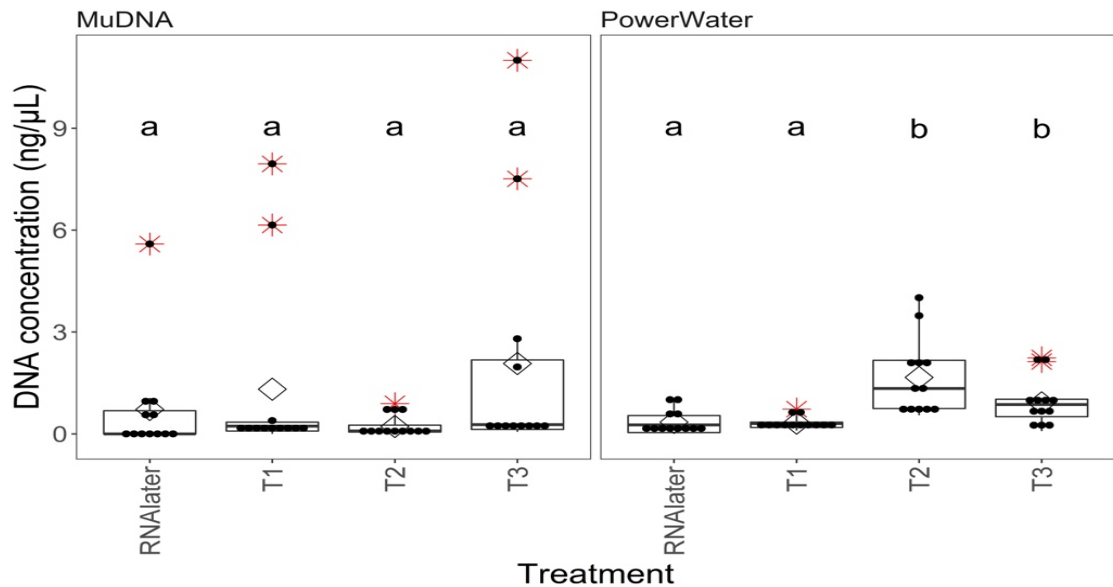 MuDNA PowerWater
DNA concentration (ng/µL)
9
6
3
0
a a a a a a b b
RNAlater T1 T2 T3 RNAlater T1 T2 T3
Treatment